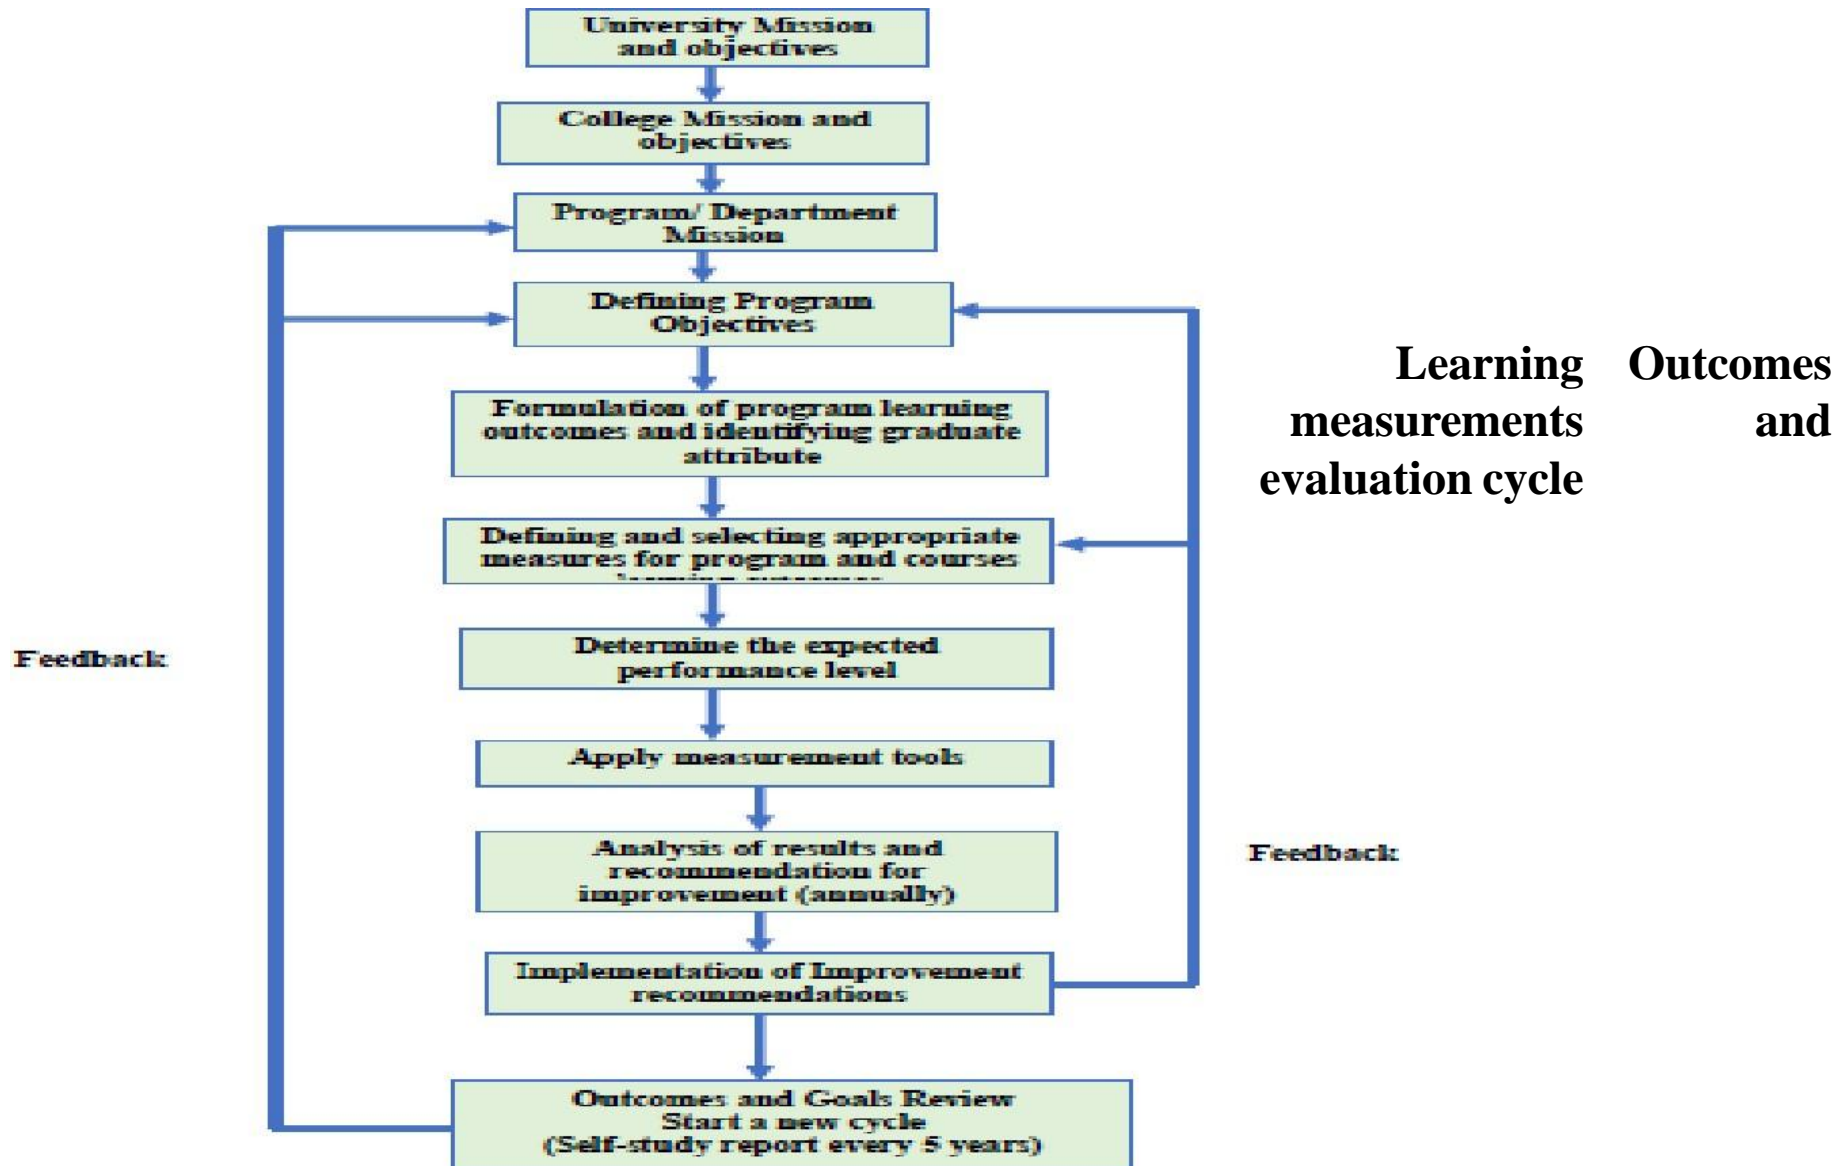 University Mission
and objectives
College Mission and
objectives
Program/ Department
Mission
Defining Program
Objectives
Formulation of program learning
outcomes and identifying graduate
attribute
Defining and selecting appropriate
measures for program and courses
Determine the expected
performance level
Apply measurement tools
Analysis of results and
recommendation for
improvement (annually)
Implementation of Improvement
recommendations
Outcomes and Goals Review
Start a new cycle
(Self-study report every 5 years)
Feedback
Feedback
Learning Outcomes
measurements and
evaluation cycle